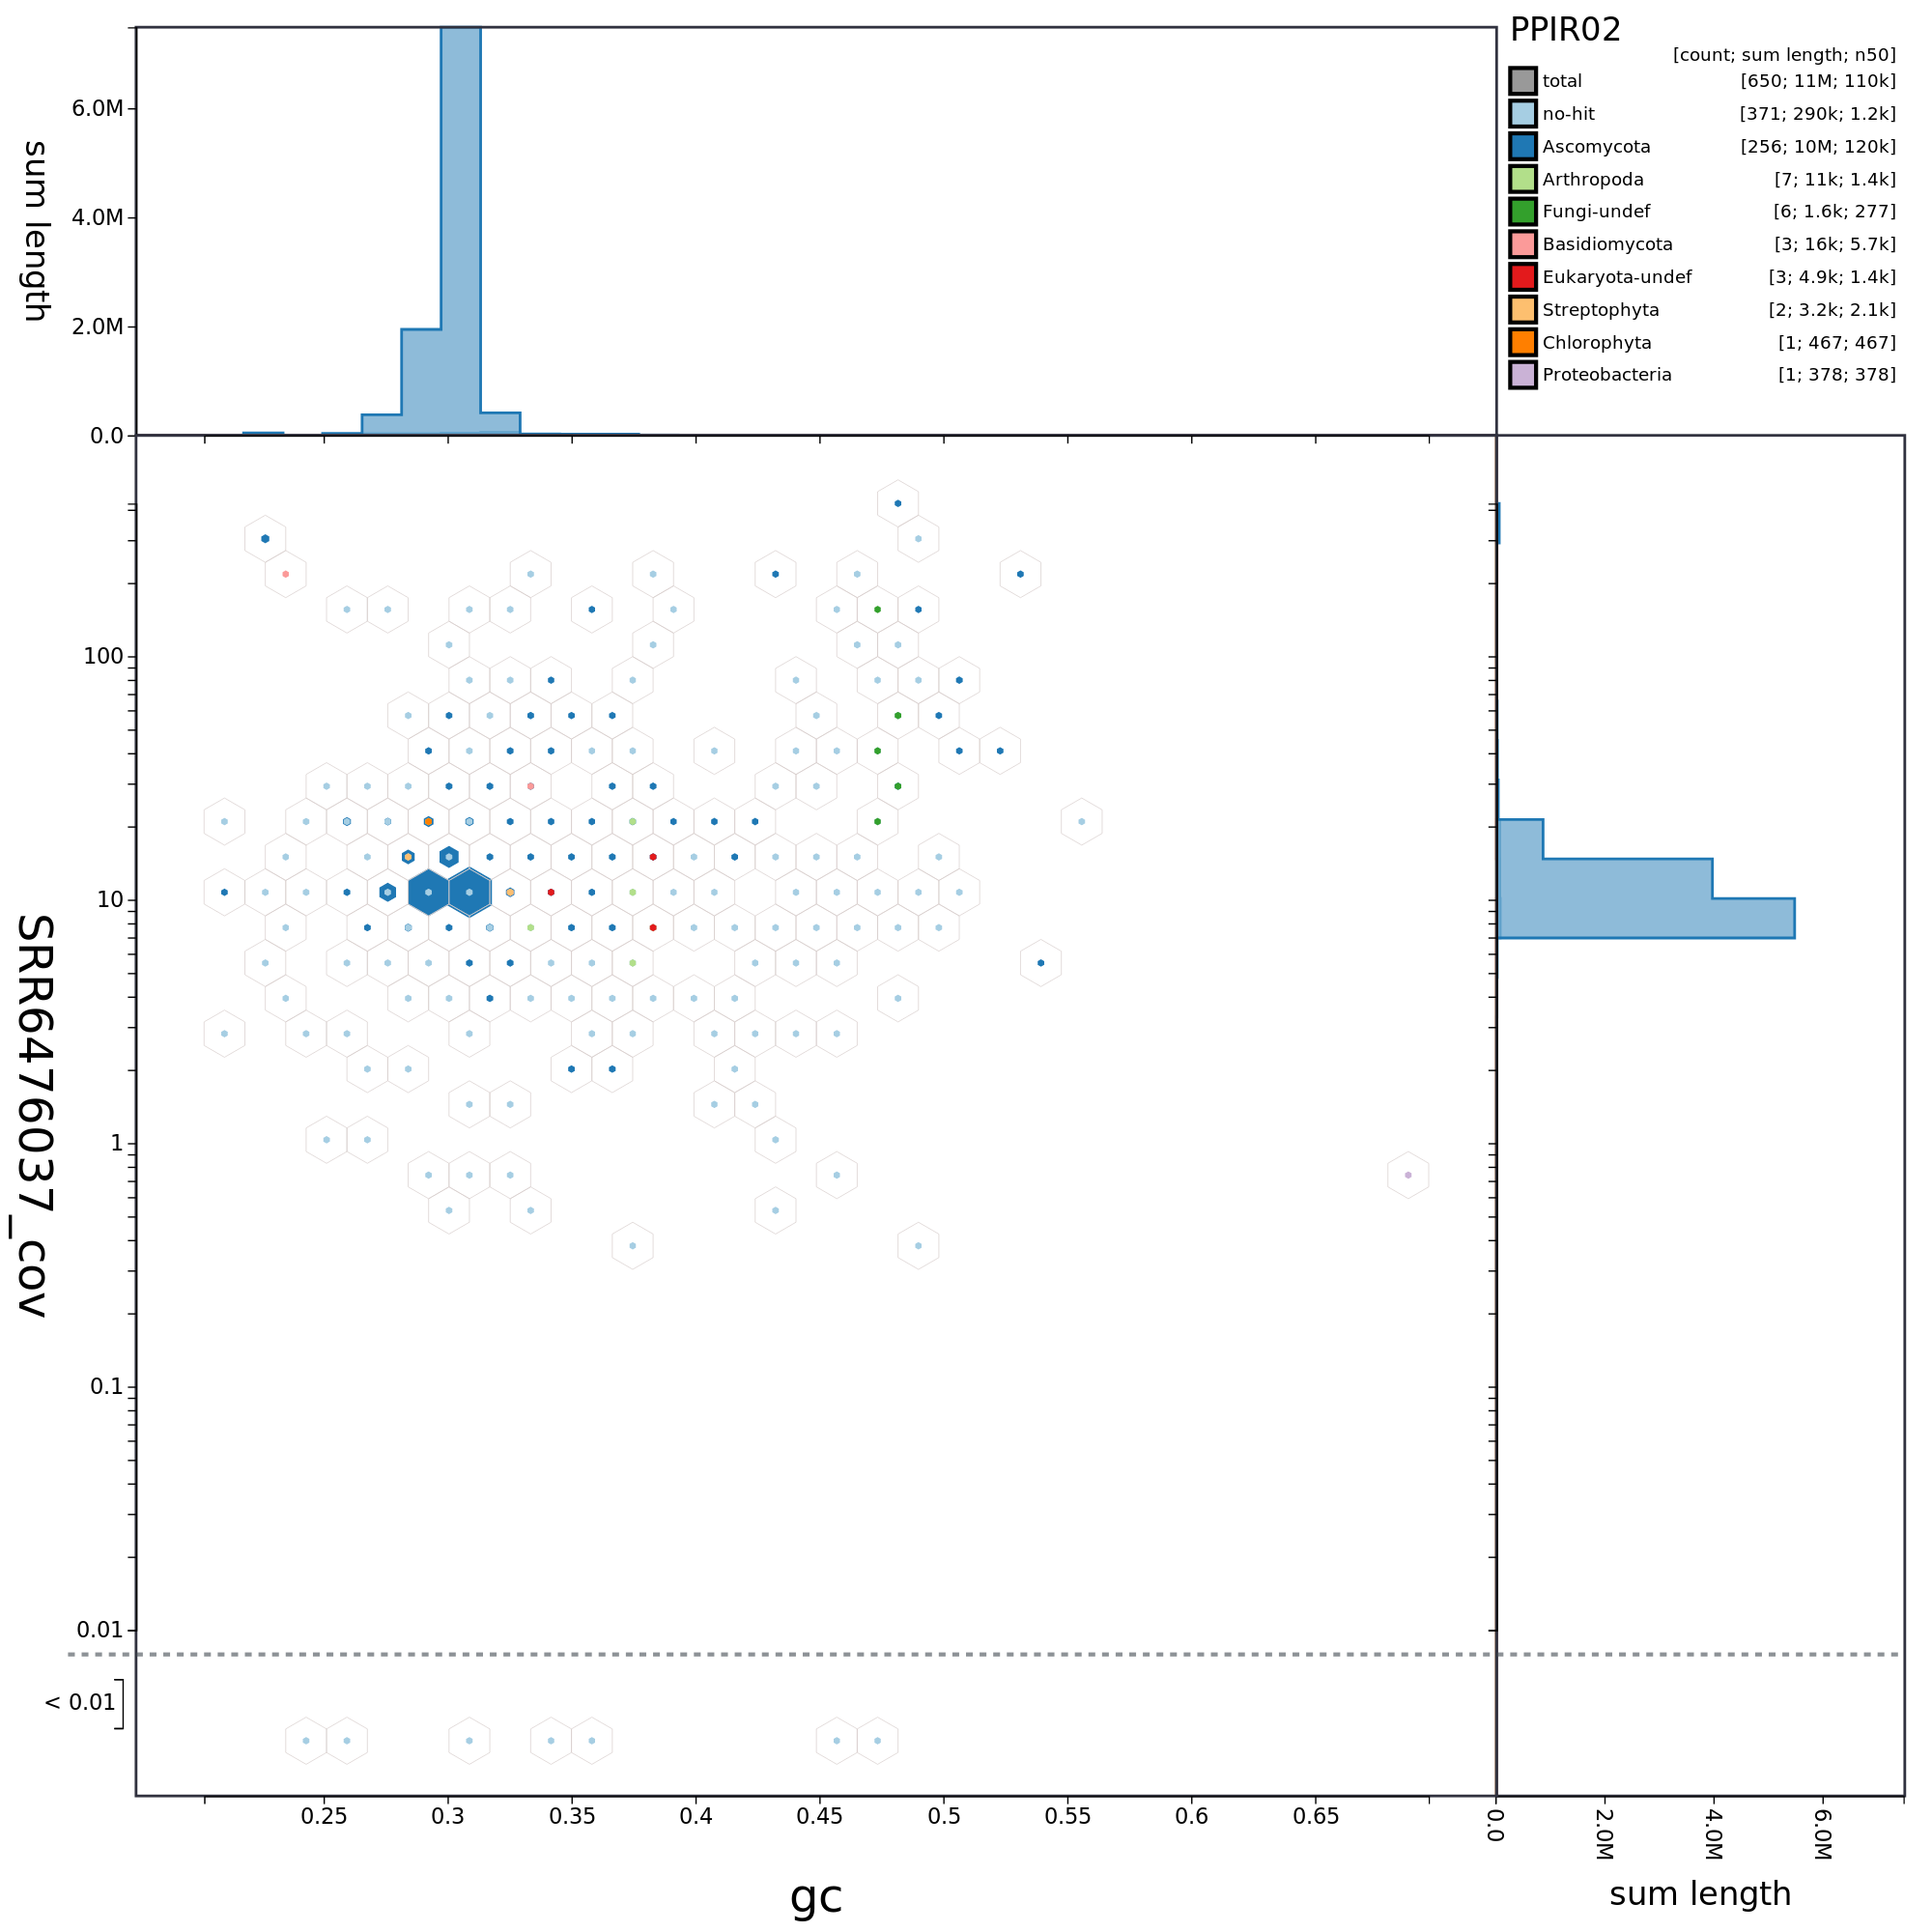 PPIR02
[count; sum length; n50]
total [650; 11M; 110k]
no-hit [371; 290k; 1.2k]
Ascomycota [256; 10M; 120k]
Arthropoda [7; 11k; 1.4k]
Fungi-undef [6; 1.6k; 277]
Basidiomycota [3; 16k; 5.7k]
Eukaryota-undef [3; 4.9k; 1.4k]
Streptophyta [2; 3.2k; 2.1k]
Chlorophyta [1; 467; 467]
Proteobacteria [1; 378; 378]
sum length
6.0M
4.0M
2.0M
0.0
SRR6476037_cov
100
10
1
0.1
0.01
< 0.01
0.25 0.3 0.35 0.4 0.45 0.5 0.55 0.6 0.65
gc
0.0 2.0M 4.0M 6.0M
sum length